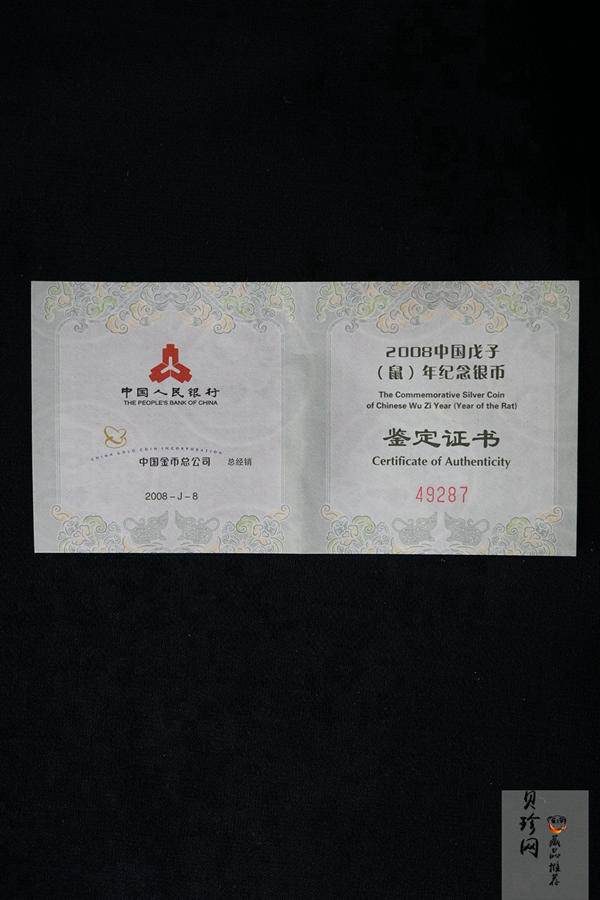 中国人民银行
THE PEOPLE'S BANK OF CHINA
CHINA GOLD COIN INCORPORATION
中国金币总公司 总经销
2008-J-8
2008中国戊子
（鼠）年纪念银币
The Commemorative Silver Coin
of Chinese Wu Zi Year (Year of the Rat)
鉴定证书
Certificate of Authenticity
49287
贝珍网
藏品推荐